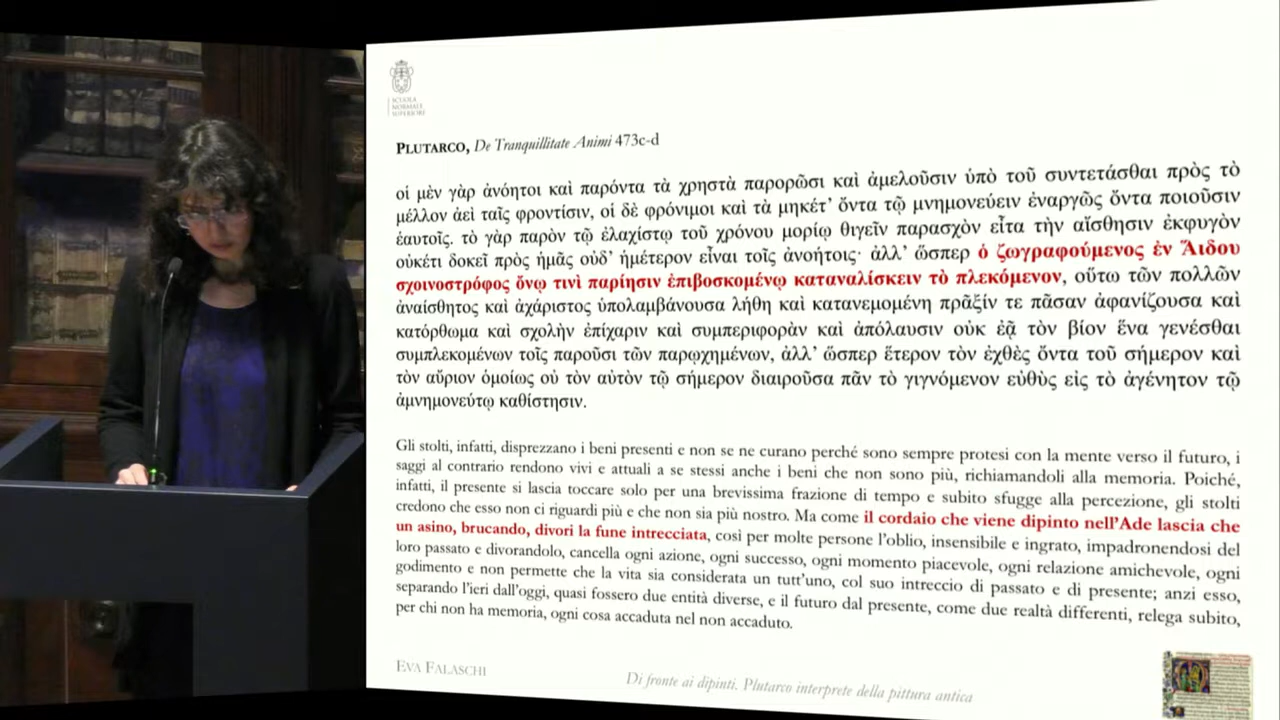 SCUOLA
NORMALE
SUPERIORE
PLUTARCO, De Tranquillitate Animi 473c-d
οἱ μὲν γὰρ ἀνόητοι καὶ παρόντα τὰ χρηστὰ παρορῶσι καὶ ἀμελοῦσιν ὑπὸ τοῦ συντετάσθαι πρὸς τὸ
μέλλον ἀεὶ ταῖς φροντίσιν, οἱ δὲ φρόνιμοι καὶ τὰ μηκέτ’ ὄντα τῷ μνημονεύειν ἐναργῶς ὄντα ποιοῦσιν
ἑαυτοῖς. τὸ γὰρ παρὸν τῷ ἐλαχίστῳ τοῦ χρόνου μορίῳ θιγεῖν παρασχὸν εἶτα τὴν αἴσθησιν ἐκφυγὸν
οὐκέτι δοκεῖ πρὸς ἡμᾶς οὐδ’ ἡμέτερον εἶναι τοῖς ἀνοήτοις· ἀλλ’ ὥσπερ ὁ ζωγραφούμενος ἐν Ἅιδου
σχοινοστρόφος ὄνῳ τινὶ παρίησιν ἐπιβοσκομένῳ καταναλίσκειν τὸ πλεκόμενον, οὕτω τῶν πολλῶν
ἀναίσθητος καὶ ἀχάριστος ὑπολαμβάνουσα λήθη καὶ κατανεμομένη πρᾶξίν τε πᾶσαν ἀφανίζουσα καὶ
κατόρθωμα καὶ σχολὴν ἐπίχαριν καὶ συμπεριφορὰν καὶ ἀπόλαυσιν οὐκ ἐᾷ τὸν βίον ἕνα γενέσθαι
συμπλεκομένων τοῖς παροῦσι τῶν παρῳχημένων, ἀλλ’ ὥσπερ ἕτερον τὸν ἐχθὲς ὄντα τοῦ σήμερον καὶ
τὸν αὔριον ὁμοίως οὐ τὸν αὐτὸν τῷ σήμερον διαιροῦσα πᾶν τὸ γιγνόμενον εὐθὺς εἰς τὸ ἀγένητον τῷ
ἀμνημονεύτῳ καθίστησιν.
Gli stolti, infatti, disprezzano i beni presenti e non se ne curano perché sono sempre protesi con la mente verso il futuro, i
saggi al contrario rendono vivi e attuali a se stessi anche i beni che non sono più, richiamandoli alla memoria. Poiché,
infatti, il presente si lascia toccare solo per una brevissima frazione di tempo e subito sfugge alla percezione, gli stolti
credono che esso non ci riguardi più e che non sia più nostro. Ma come il cordaio che viene dipinto nell’Ade lascia che
un asino, brucando, divori la fune intrecciata, così per molte persone l’oblio, insensibile e ingrato, impadronendosi del
loro passato e divorandolo, cancella ogni azione, ogni successo, ogni momento piacevole, ogni relazione amichevole, ogni
godimento e non permette che la vita sia considerata un tutt’uno, col suo intreccio di passato e di presente; anzi esso,
separando l’ieri dall’oggi, quasi fossero due entità diverse, e il futuro dal presente, come due realtà differenti, relega subito,
per chi non ha memoria, ogni cosa accaduta nel non accaduto.
EVA FALASCHI
Di fronte ai dipinti. Plutarco interprete della pittura antica